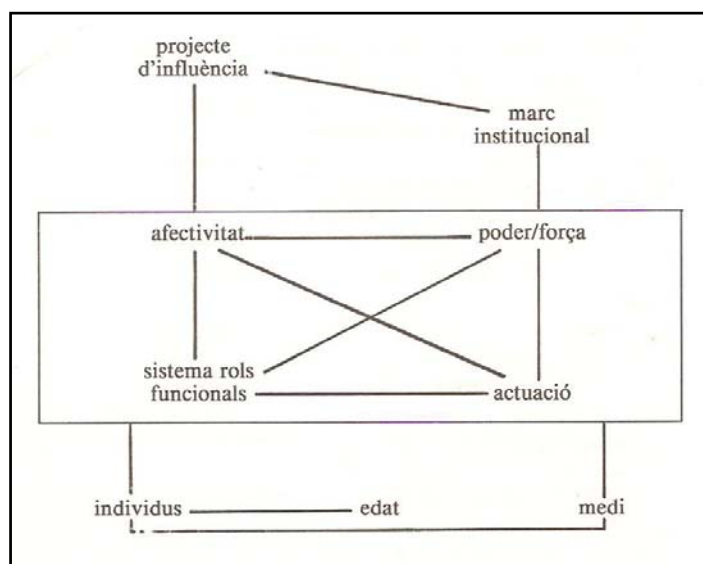 projecte
d'influència
marc
institucional
afectivitat
poder/força
sistema rols
funcionals
actuació
individus
edat
medi